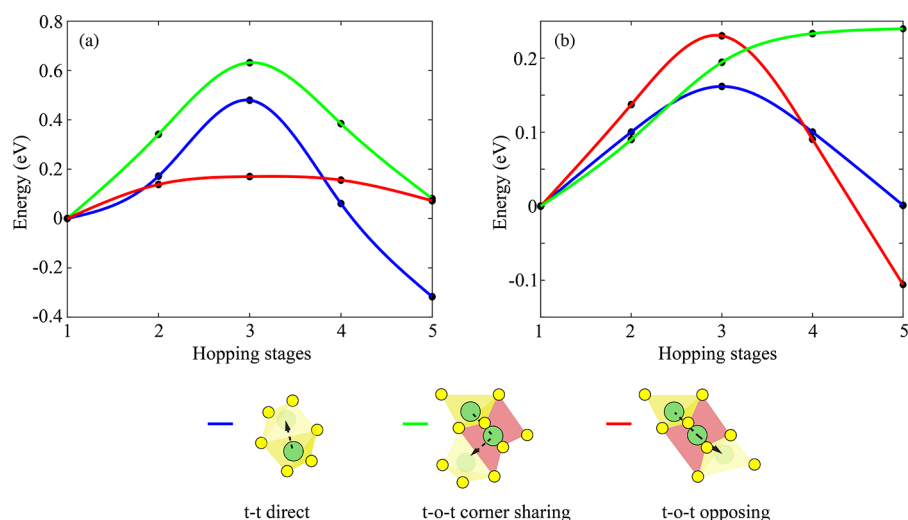 (a)
(b)
Energy (eV)
0.8
0.6
0.4
0.2
0
-0.2
-0.4
1 2 3 4 5
Hopping stages
Energy (eV)
0.2
0.1
0
-0.1
1 2 3 4 5
Hopping stages
t-t direct
t-o-t corner sharing
t-o-t opposing